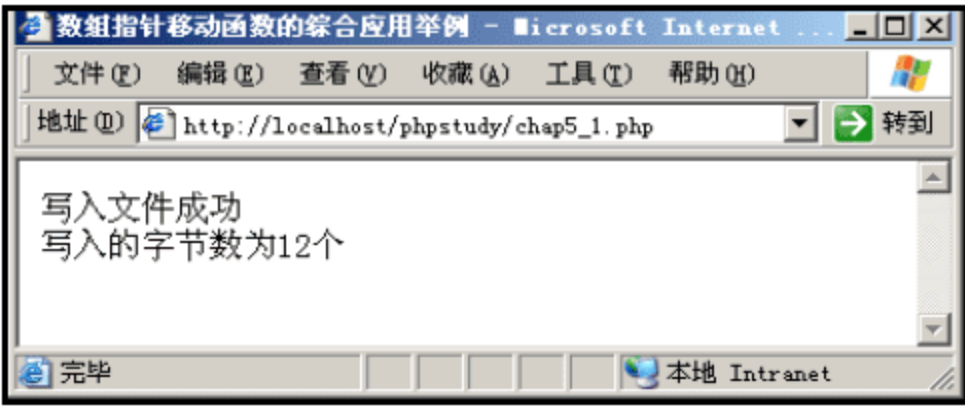 数组指针移动函数的综合应用举例 - Microsoft Internet ...
文件(F) 编辑(E) 查看(V) 收藏(A) 工具(T) 帮助(H)
地址(D) http://localhost/phpstudy/chap5_1.php 转到
写入文件成功
写入的字节数为12个
完毕 本地 Intranet